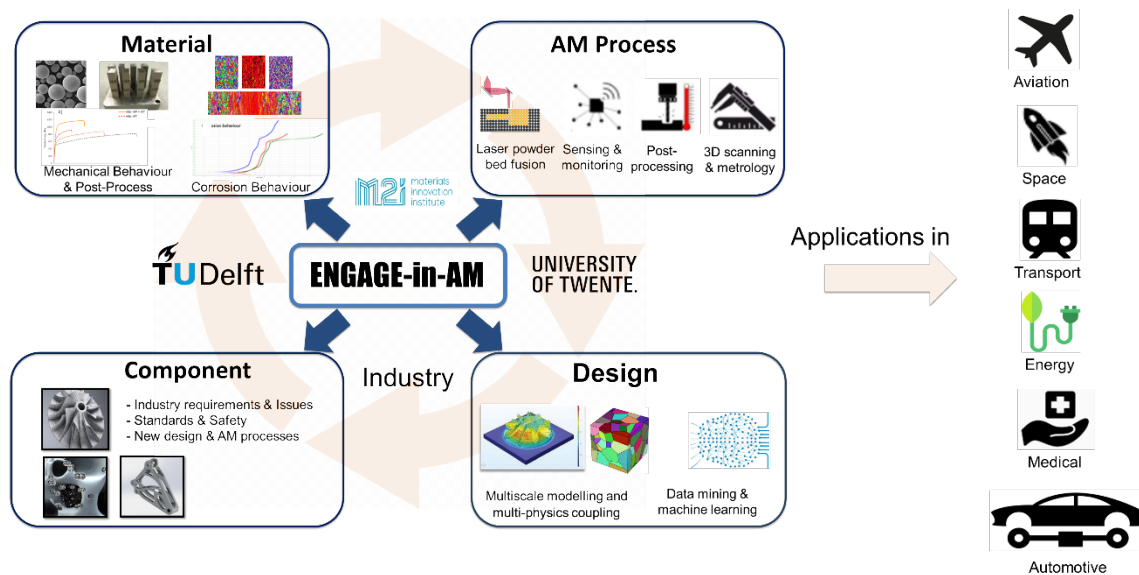 Material
Mechanical Behaviour
& Post-Process
Corrosion Behaviour
AM Process
Laser powder
bed fusion
Sensing &
monitoring
Post-
processing
3D scanning
& metrology
M2i
materials
innovation
institute
TU Delft
ENGAGE-in-AM
UNIVERSITY
OF TWENTE.
Component
- Industry requirements & Issues
- Standards & Safety
- New design & AM processes
Industry
Design
Multiscale modelling and
multi-physics coupling
Data mining &
machine learning
Applications in
Aviation
Space
Transport
Energy
Medical
Automotive